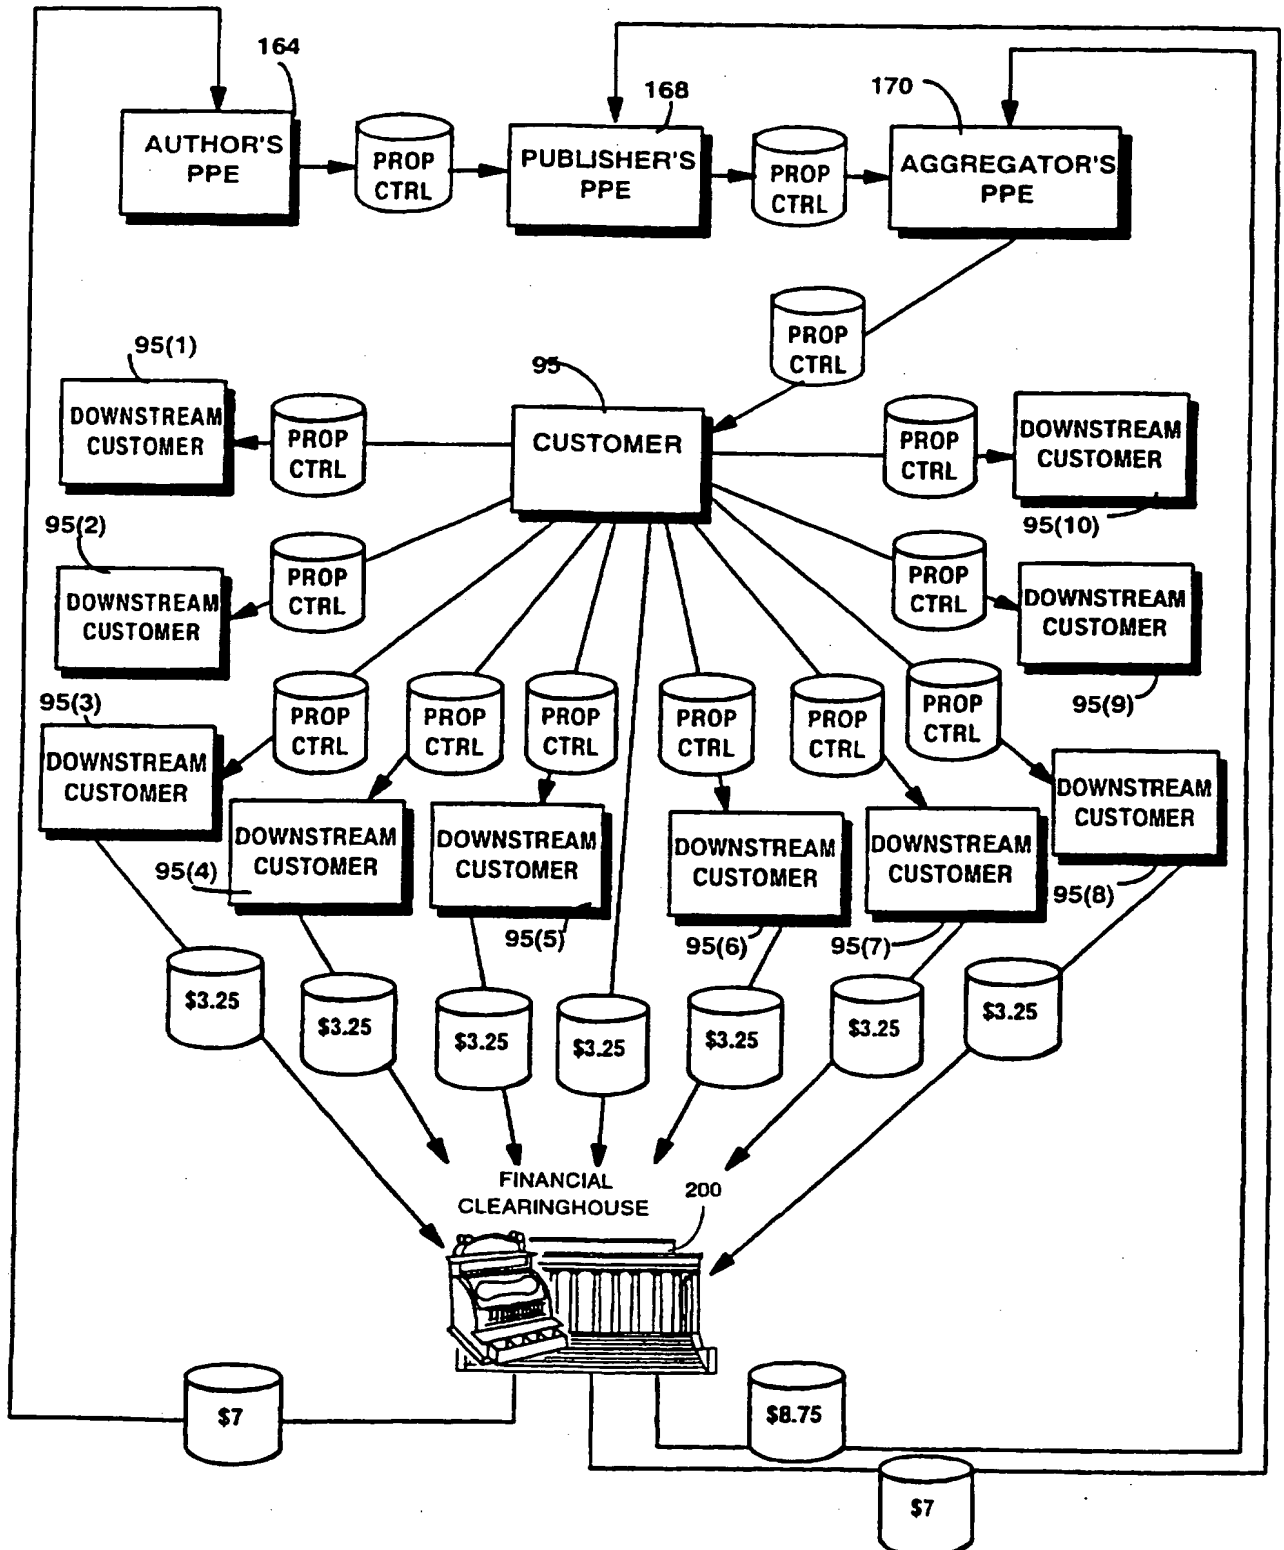 164
168
170
AUTHOR'S
PPE
PROP
CTRL
PUBLISHER'S
PPE
PROP
CTRL
AGGREGATOR'S
PPE
PROP
CTRL
95(1)
95
DOWNSTREAM
CUSTOMER
PROP
CTRL
CUSTOMER
PROP
CTRL
DOWNSTREAM
CUSTOMER
95(10)
95(2)
DOWNSTREAM
CUSTOMER
PROP
CTRL
PROP
CTRL
DOWNSTREAM
CUSTOMER
95(9)
95(3)
DOWNSTREAM
CUSTOMER
PROP
CTRL
PROP
CTRL
PROP
CTRL
PROP
CTRL
PROP
CTRL
PROP
CTRL
DOWNSTREAM
CUSTOMER
95(8)
DOWNSTREAM
CUSTOMER
95(4)
DOWNSTREAM
CUSTOMER
95(5)
DOWNSTREAM
CUSTOMER
95(6)
DOWNSTREAM
CUSTOMER
95(7)
$3.25
$3.25
$3.25
$3.25
$3.25
$3.25
$3.25
FINANCIAL
CLEARINGHOUSE
200
$7
$8.75
$7